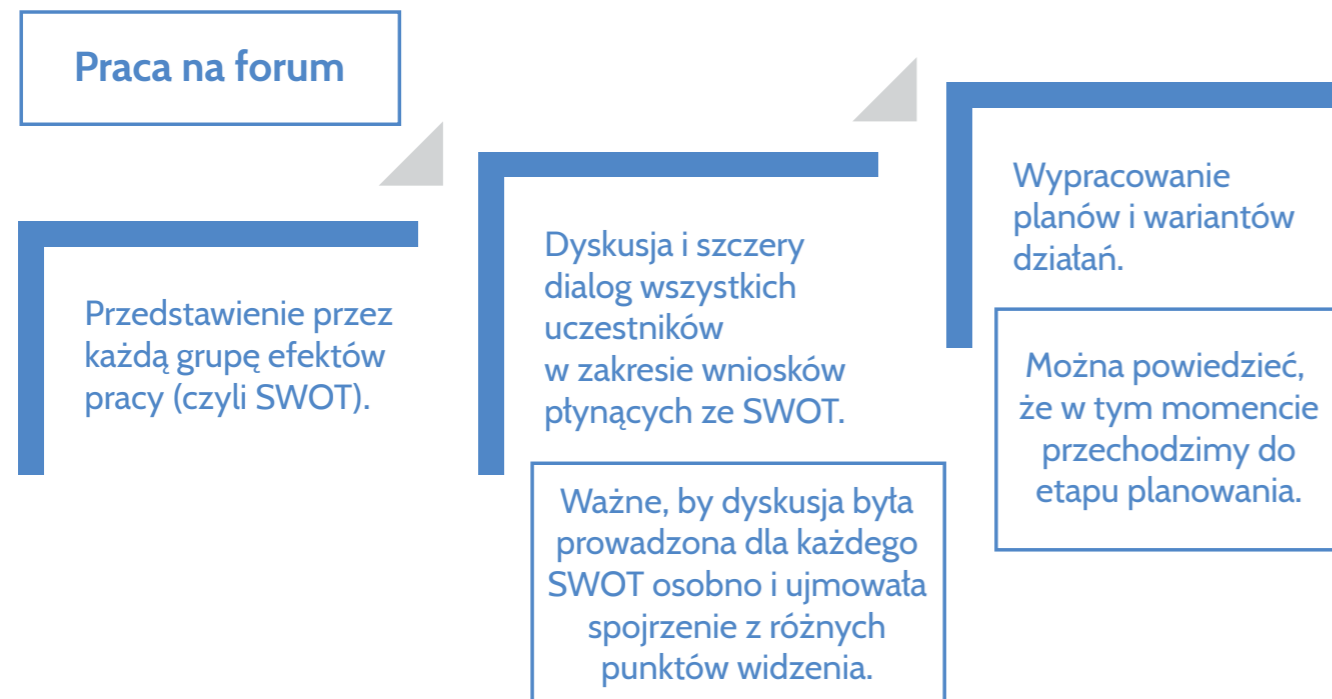 Praca na forum
Przedstawienie przez
każdą grupę efektów
pracy (czyli SWOT).
Dyskusja i szczery
dialog wszystkich
uczestników
w zakresie wniosków
płynących ze SWOT.
Ważne, by dyskusja była
prowadzona dla każdego
SWOT osobno i ujmowała
spojrzenie z różnych
punktów widzenia.
Wypracowanie
planów i wariantów
działań.
Można powiedzieć,
że w tym momencie
przechodzimy do
etapu planowania.